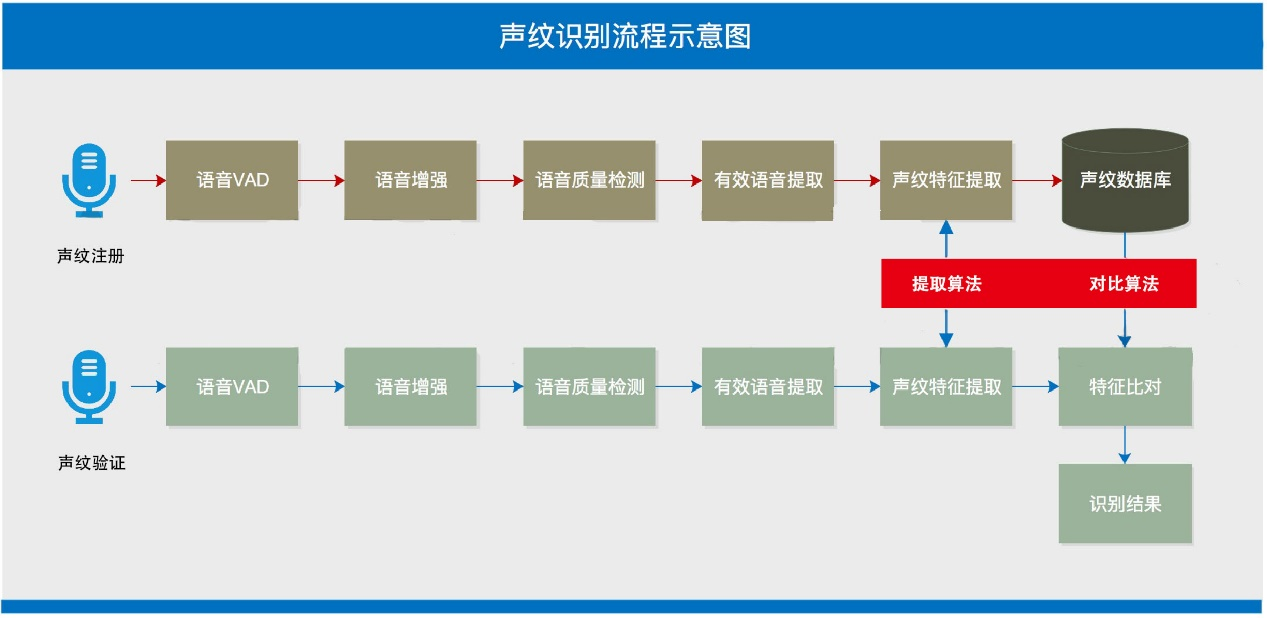 声纹识别流程示意图
语音VAD
语音增强
语音质量检测
有效语音提取
声纹特征提取
声纹数据库
声纹注册
提取算法
对比算法
语音VAD
语音增强
语音质量检测
有效语音提取
声纹特征提取
特征比对
声纹验证
识别结果